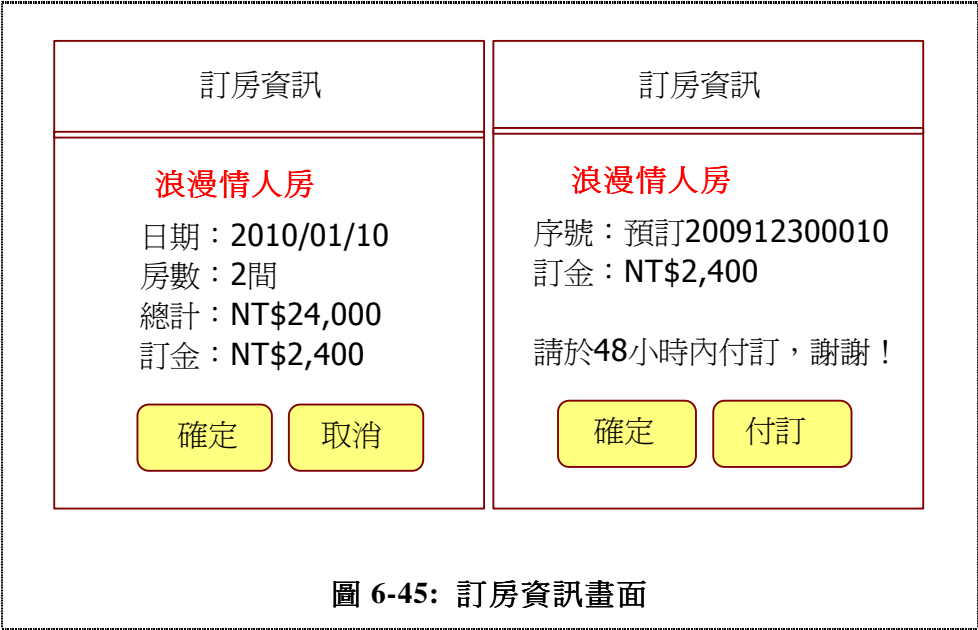 訂房資訊
浪漫情人房
日期：2010/01/10
房數：2間
總計：NT$24,000
訂金：NT$2,400
確定
取消
訂房資訊
浪漫情人房
序號：預訂200912300010
訂金：NT$2,400
請於48小時內付訂，謝謝！
確定
付訂
圖 6-45: 訂房資訊畫面